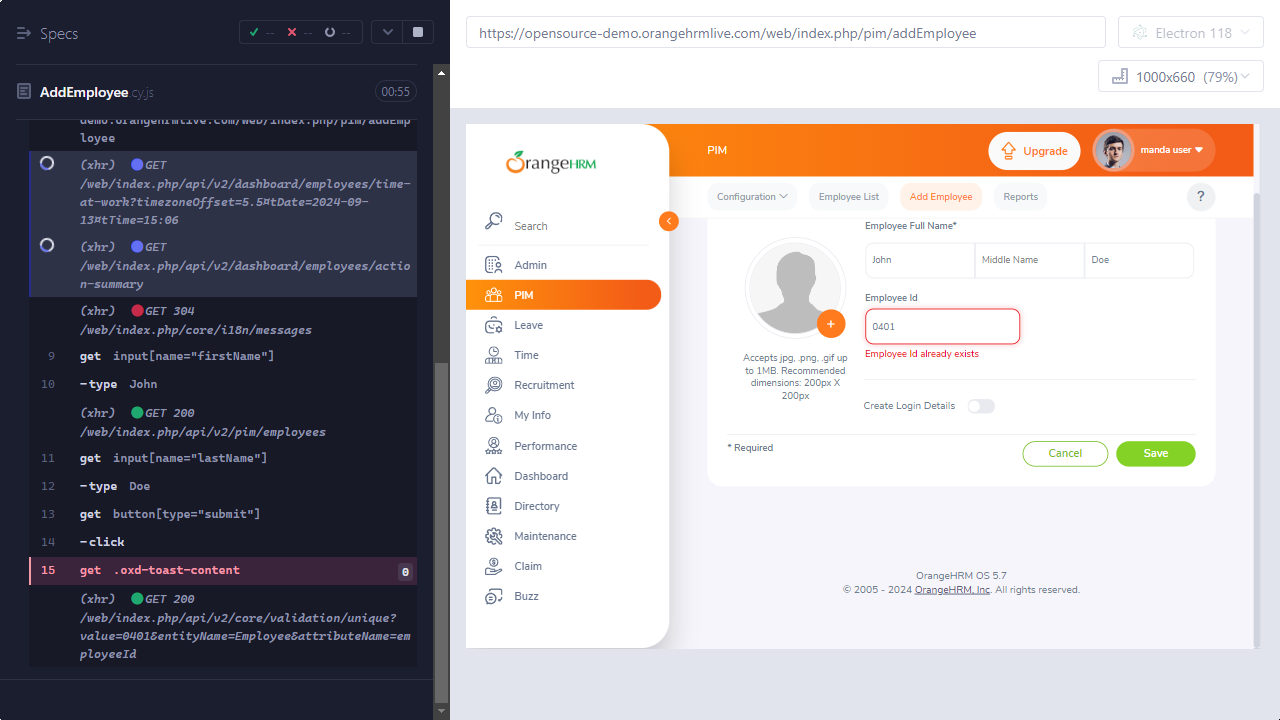 Specs
-- -- --
AddEmployee.cy.js
00:55
demo.orangehrmlive.com/web/index.php/pim/addEmp
loyee
(xhr) GET
/web/index.php/api/v2/dashboard/employees/time-
at-work?timezoneOffset=5.5&currentDate=2024-09-
13&currentTime=15:06
(xhr) GET
/web/index.php/api/v2/dashboard/employees/actio
n-summary
(xhr) GET 304
/web/index.php/core/i18n/messages
9 get input[name="firstName"]
10 -type John
(xhr) GET 200
/web/index.php/api/v2/pim/employees
11 get input[name="lastName"]
12 -type Doe
13 get button[type="submit"]
14 -click
15 get .oxd-toast-content 0
(xhr) GET 200
/web/index.php/api/v2/core/validation/unique?
value=0401&entityName=Employee&attributeName=em
ployeeId
https://opensource-demo.orangehrmlive.com/web/index.php/pim/addEmployee
Electron 118
1000x660 (79%)
OrangeHRM
Search
Admin
PIM
Leave
Time
Recruitment
My Info
Performance
Dashboard
Directory
Maintenance
Claim
Buzz
PIM
Upgrade
manda user
Configuration
Employee List
Add Employee
Reports
?
Employee Full Name*
John
Middle Name
Doe
Employee Id
0401
Employee Id already exists
Accepts jpg, .png, .gif up
to 1MB. Recommended
dimensions: 200px X
200px
Create Login Details
* Required
Cancel
Save
OrangeHRM OS 5.7
© 2005 - 2024 OrangeHRM, Inc. All rights reserved.